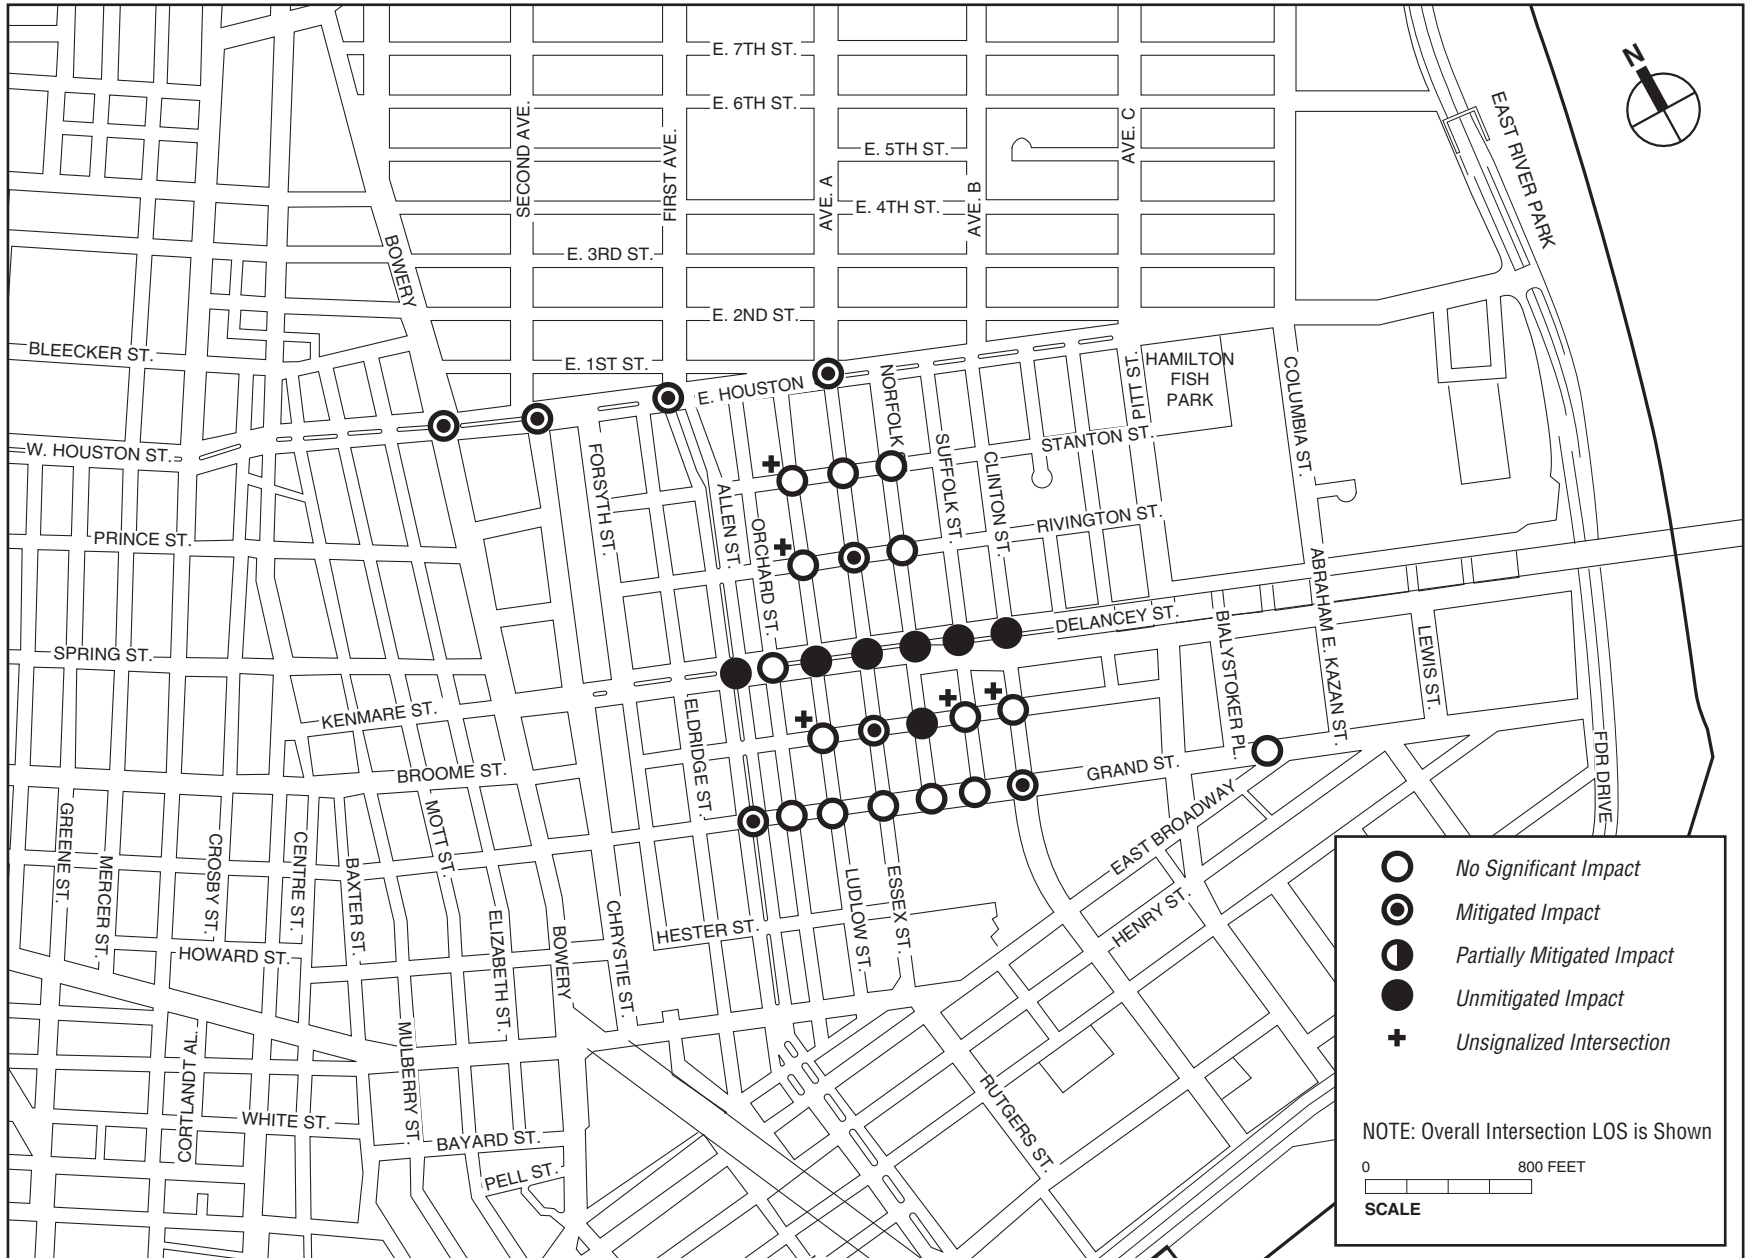 E. 7TH ST.
E. 6TH ST.
E. 5TH ST.
E. 4TH ST.
E. 3RD ST.
E. 2ND ST.
E. 1ST ST.
SECOND AVE.
FIRST AVE.
AVE. A
AVE. B
AVE. C
N
EAST RIVER PARK
BOWERY
BLEECKER ST.
E. HOUSTON
W. HOUSTON ST.
NORFOLK
PITT ST.
HAMILTON
FISH
PARK
COLUMBIA ST.
STANTON ST.
SUFFOLK ST.
CLINTON ST.
FORSYTH ST.
ALLEN ST.
ORCHARD ST.
RIVINGTON ST.
PRINCE ST.
SPRING ST.
DELANCEY ST.
ABRAHAM E. KAZAN ST.
BIALYSTOKER PL.
LEWIS ST.
KENMARE ST.
ELDRIDGE ST.
BROOME ST.
GRAND ST.
FDR DRIVE
GREENE ST.
MERCER ST.
CROSBY ST.
CENTRE ST.
BAXTER ST.
MOTT ST.
EAST BROADWAY
HENRY ST.
HESTER ST.
LUDLOW ST.
ESSEX ST.
ELIZABETH ST.
BOWERY
CHRYSTIE ST.
HOWARD ST.
MULBERRY ST.
CORTLANDT AL.
WHITE ST.
BAYARD ST.
PELL ST.
RUTGERS ST.
No Significant Impact
Mitigated Impact
Partially Mitigated Impact
Unmitigated Impact
Unsignalized Intersection
NOTE: Overall Intersection LOS is Shown
0 800 FEET
SCALE